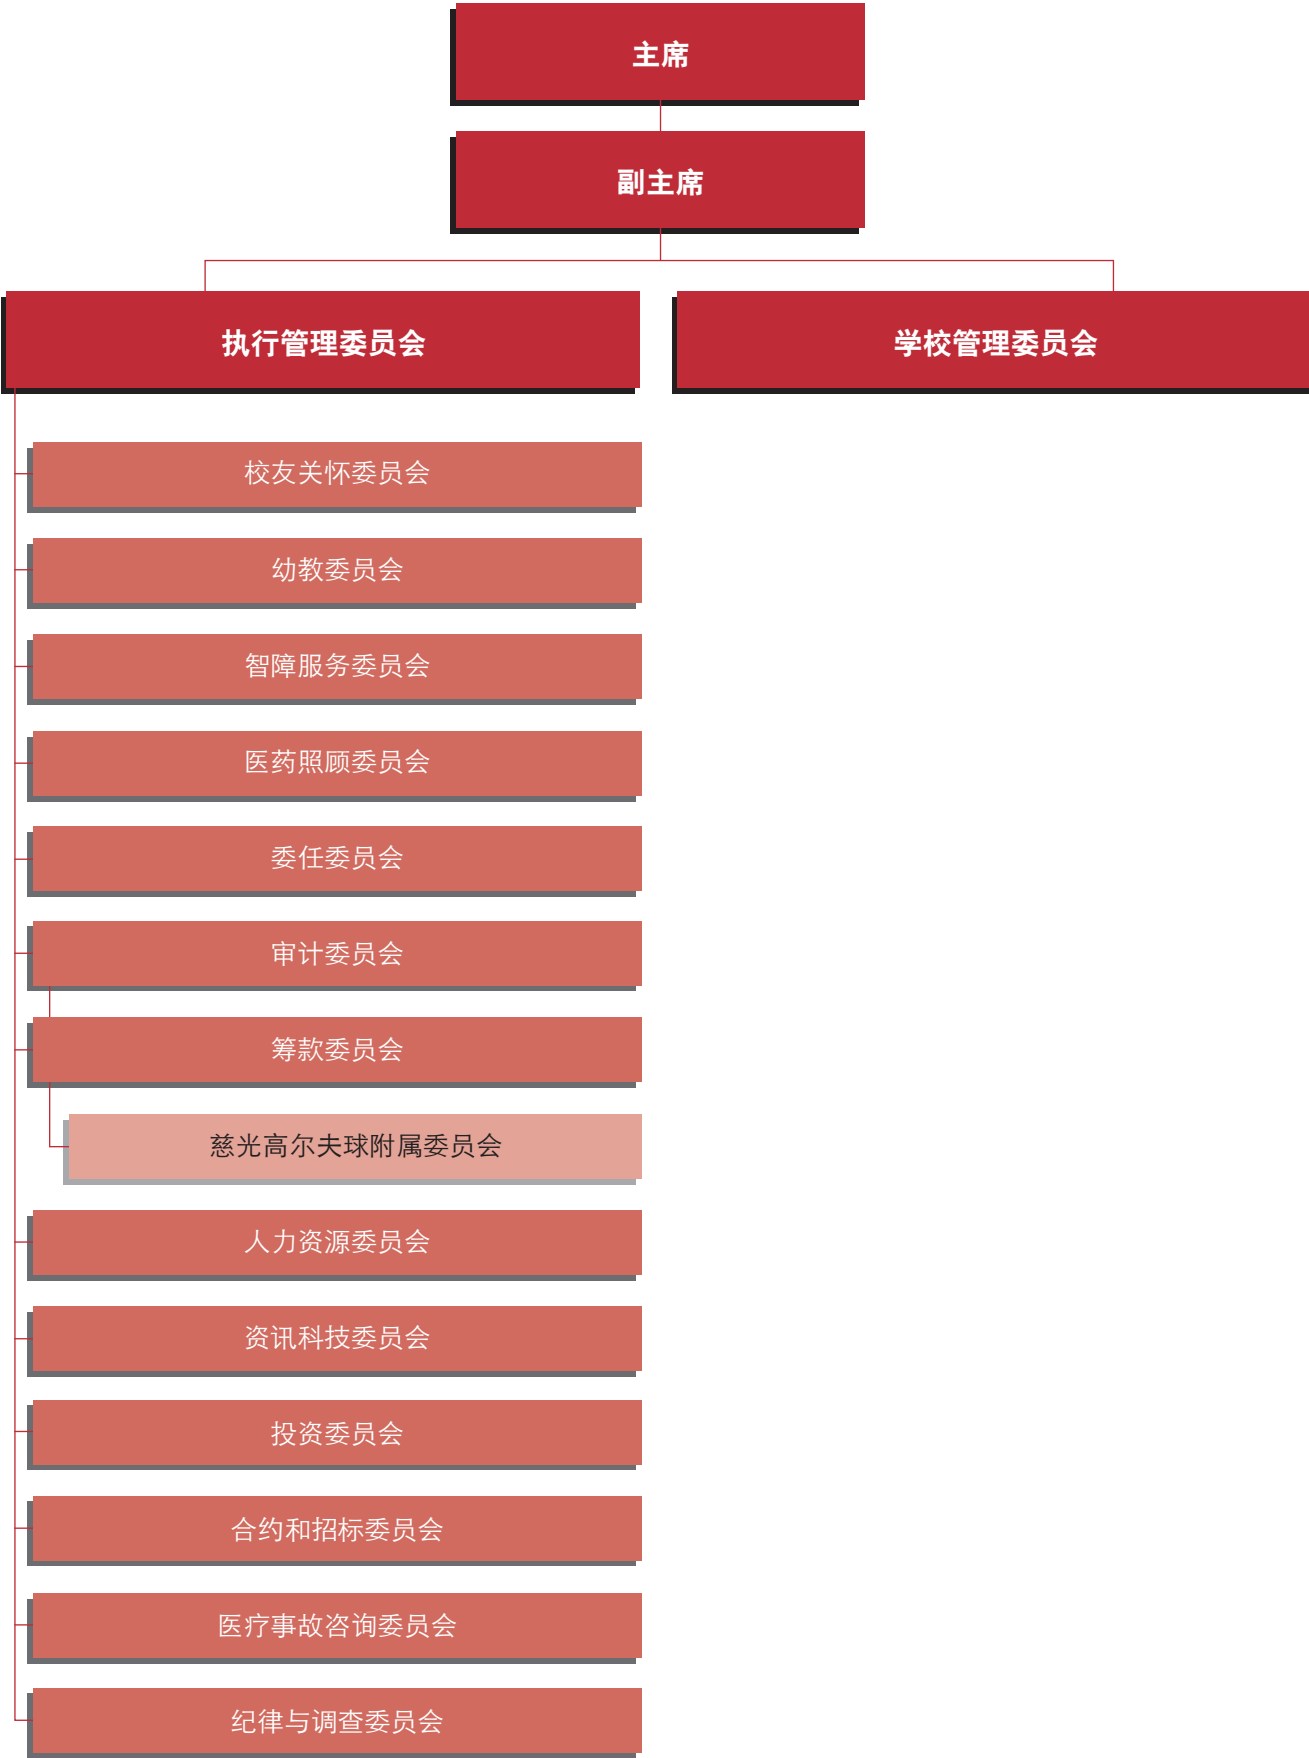 主席
副主席
执行管理委员会
学校管理委员会
校友关怀委员会
幼教委员会
智障服务委员会
医药照顾委员会
委任委员会
审计委员会
筹款委员会
慈光高尔夫球附属委员会
人力资源委员会
资讯科技委员会
投资委员会
合约和招标委员会
医疗事故咨询委员会
纪律与调查委员会